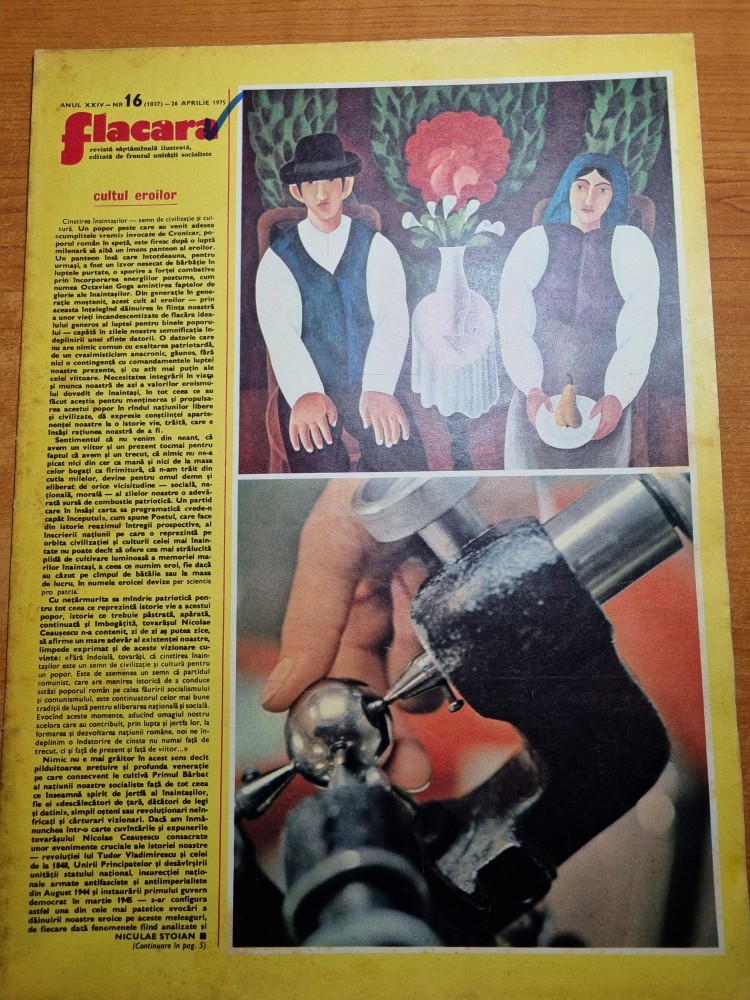 ANUL XXIV — NR 16 (1037) — 26 APRILIE 1975
flacara
revistă săptămînală ilustrată,
editată de frontul unității socialiste
cultul eroilor
Cinstirea înaintașilor — semn de civilizație și cul-
tură. Un popor peste care au venit adesea
«cumplitele vremi» invocate de Cronicar, po-
porul român în speță, este firesc după o luptă
milenară să aibă un imens panteon al eroilor.
Un panteon însă care întotdeauna, pentru
urmași, a fost un izvor nesecat de bărbăție în
luptele purtate, o sporire a forței combative
prin încorporarea energiilor postume, cum
numea Octavian Goga amintirea faptelor de
glorie ale înaintașilor. Din generație în gene-
rație moștenit, acest cult al eroilor — prin
aceasta înțelegînd dăinuirea în ființa noastră
a unor vieți incandescentizate de flacăra idea-
lului generos al luptei pentru binele poporu-
lui — capătă în zilele noastre semnificația în-
deplinirii unei sfinte datorii. O datorie care
nu are nimic comun cu exaltarea patriotardă,
de un cvasimisticism anacronic, găunos, fără
nici o contingență cu comandamentele luptei
noastre prezente, și cu atît mai puțin ale
celei viitoare. Necesitatea integrării în viața
și munca noastră de azi a valorilor eroismu-
lui dovedit de înaintași, în tot ceea ce au
făcut aceștia pentru menținerea și propulsa-
rea acestui popor în rîndul națiunilor libere
și civilizate, dă expresie conștiinței aparte-
nenței noastre la o istorie vie, trăită, care e
însăși rațiunea noastră de a fi.
Sentimentul că nu venim din neant, că
avem un viitor și un prezent tocmai pentru
faptul că avem și un trecut, că nimic nu ne-a
picat nici din cer ca mană și nici de la masa
celor bogați ca firimitură, că n-am trăit din
cutia milelor, devine pentru omul demn și
eliberat de orice vicisitudine — socială, na-
țională, morală — al zilelor noastre o adevă-
rată sursă de combustie patriotică. Un partid
care în însăși carta sa programatică «vede-n
capăt începutul», cum spune Poetul, care face
din istorie reazimul întregii prospective, al
înscrierii națiunii pe care o reprezintă pe
orbita civilizației și culturii celei mai înain-
tate nu poate decît să ofere cea mai strălucită
pildă de cultivare luminoasă a memoriei ma-
rilor înaintași, a ceea ce numim eroi, fie dacă
au căzut pe cîmpul de bătălie sau la masa
de lucru, în numele eroicei devize per scientia
pro patria.
Cu nețărmurita sa mîndrie patriotică pen-
tru tot ceea ce reprezintă istorie vie a acestui
popor, istorie ce trebuie păstrată, apărată,
continuată și îmbogățită, tovarășul Nicolae
Ceaușescu n-a contenit, zi de zi aș putea zice,
să afirme un mare adevăr al existenței noastre,
limpede exprimat și de aceste vizionare cu-
vinte: «Fără îndoială, tovarăși, că cinstirea înain-
tașilor este un semn de civilizație și cultură pentru
un popor. Este de asemenea un semn că partidul
comunist, care are menirea istorică de a conduce
astăzi poporul român pe calea făuririi socialismului
și comunismului, este continuatorul celor mai bune
tradiții de luptă pentru eliberarea națională și socială.
Evocînd aceste momente, aducînd omagiul nostru
acelora care au contribuit, prin lupta și jertfa lor, la
formarea și dezvoltarea națiunii române, noi ne în-
deplinim o îndatorire de cinste nu numai față de
trecut, ci și față de prezent și față de viitor...»
Nimic nu e mai grăitor în acest sens decît
pilduitoarea prețuire și profunda venerație
pe care consecvent le cultivă Primul Bărbat
al națiunii noastre socialiste față de tot ceea
ce înseamnă spirit de jertfă al înaintașilor,
fie ei «descălecători de țară, dătători de legi
și datini», simpli oșteni sau revoluționari neîn-
fricați și cărturari vizionari. Dacă am înmă-
nunchea într-o carte cuvîntările și expunerile
tovarășului Nicolae Ceaușescu consacrate
unor evenimente cruciale ale istoriei noastre
— revoluției lui Tudor Vladimirescu și celei
de la 1848, Unirii Principatelor și desăvîrșirii
unității statului național, insurecției națio-
nale armate antifasciste și antiimperialiste
din August 1944 și instaurării primului guvern
democrat în martie 1945 — s-ar configura
astfel una din cele mai patetice evocări a
dăinuirii noastre eroice pe aceste meleaguri,
de fiecare dată fenomenele fiind analizate și
NICULAE STOIAN ■
(Continuare în pag. 5)